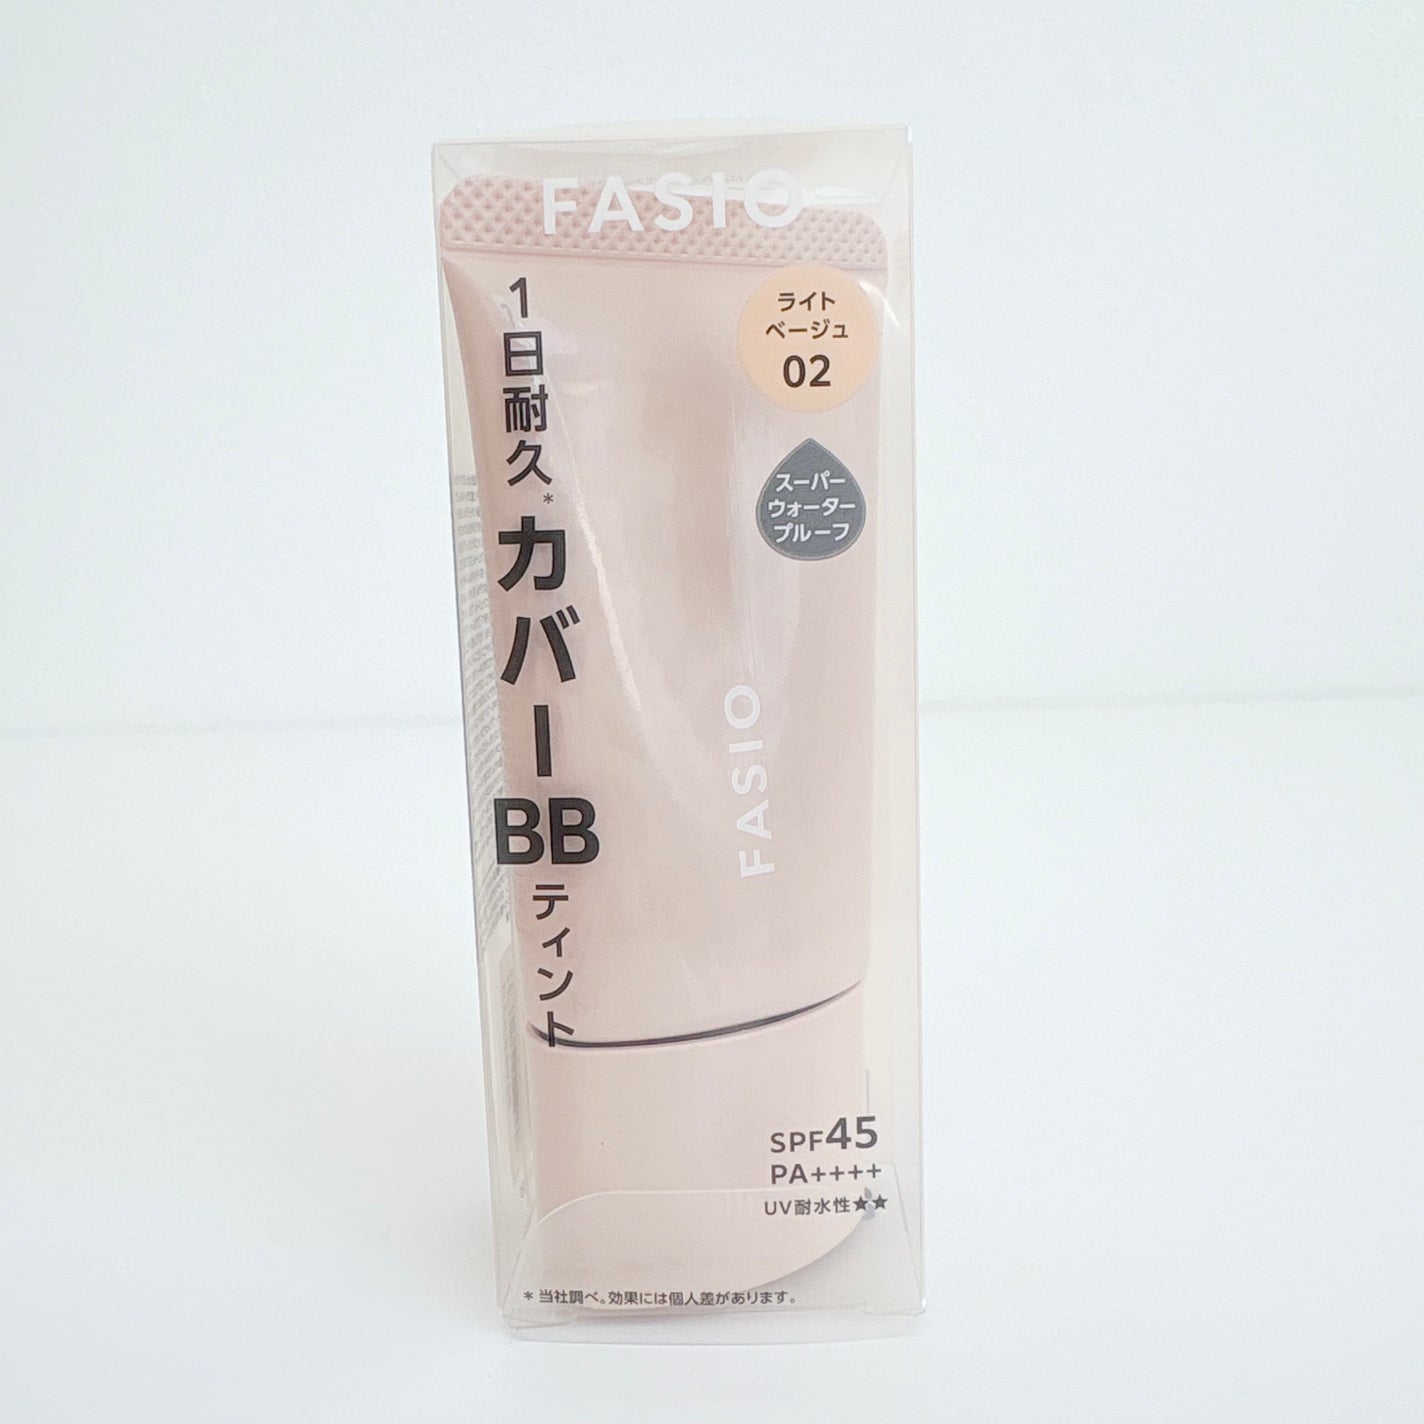 FASIO
1日耐久*
カバー
BB
ティント
ライト
ベージュ
02
スーパー
ウォーター
プルーフ
FASIO
SPF45
PA++++
UV耐水性★★
*当社調べ。効果には個人差があります。